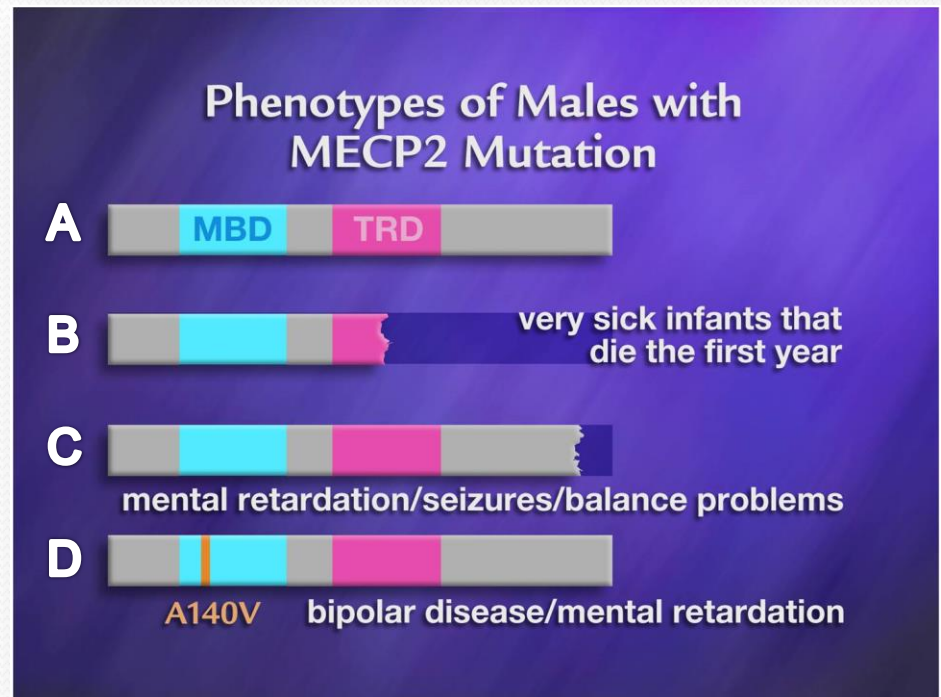 Phenotypes of Males with
MECP2 Mutation
A
MBD TRD
B
very sick infants that
die the first year
C
mental retardation/seizures/balance problems
D
A140V bipolar disease/mental retardation